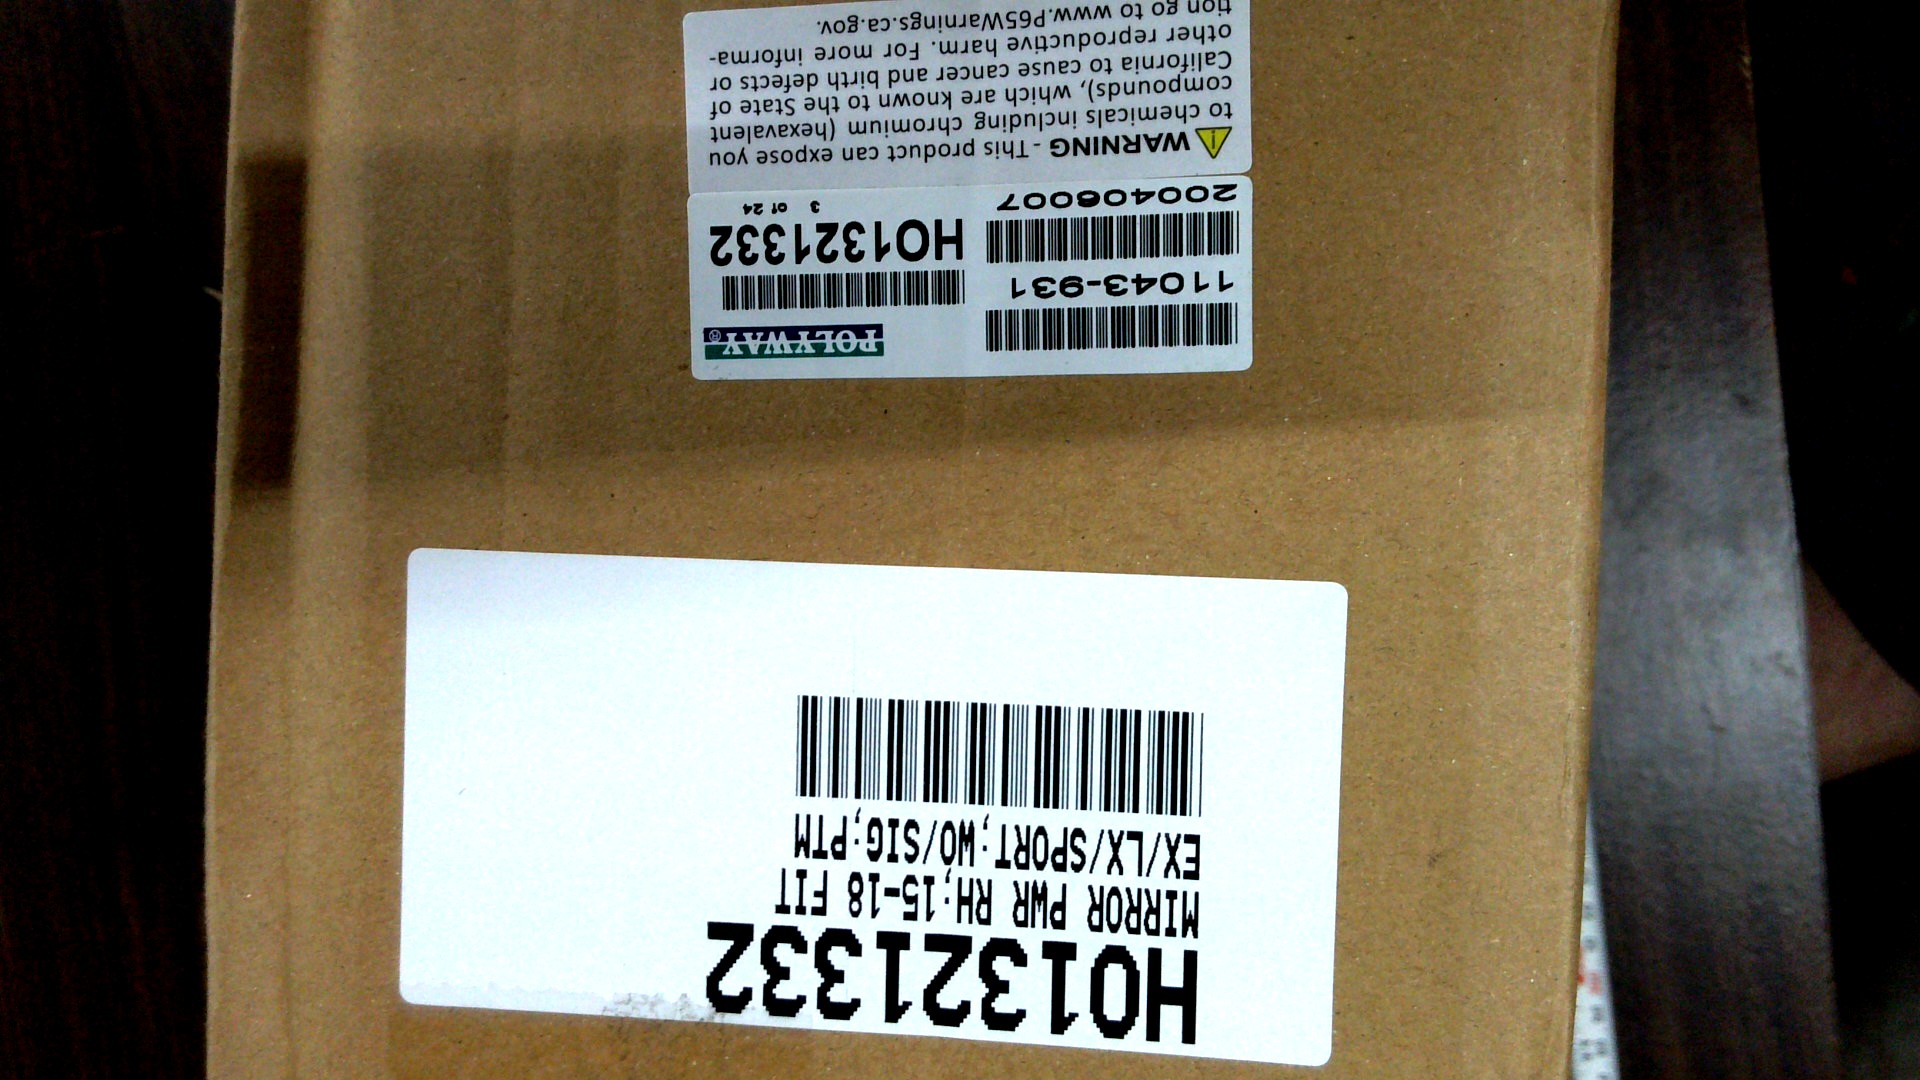 HO1321332
MIRROR PWR RH;15-18 FIT
EX/LX/SPORT;WO/SIG;PTM
POLYWAY®
11043-931
HO1321332
3 of 24
200406007
WARNING - This product can expose you
to chemicals including chromium (hexavalent
compounds), which are known to the State of
California to cause cancer and birth defects or
other reproductive harm. For more informa-
tion go to www.P65Warnings.ca.gov.